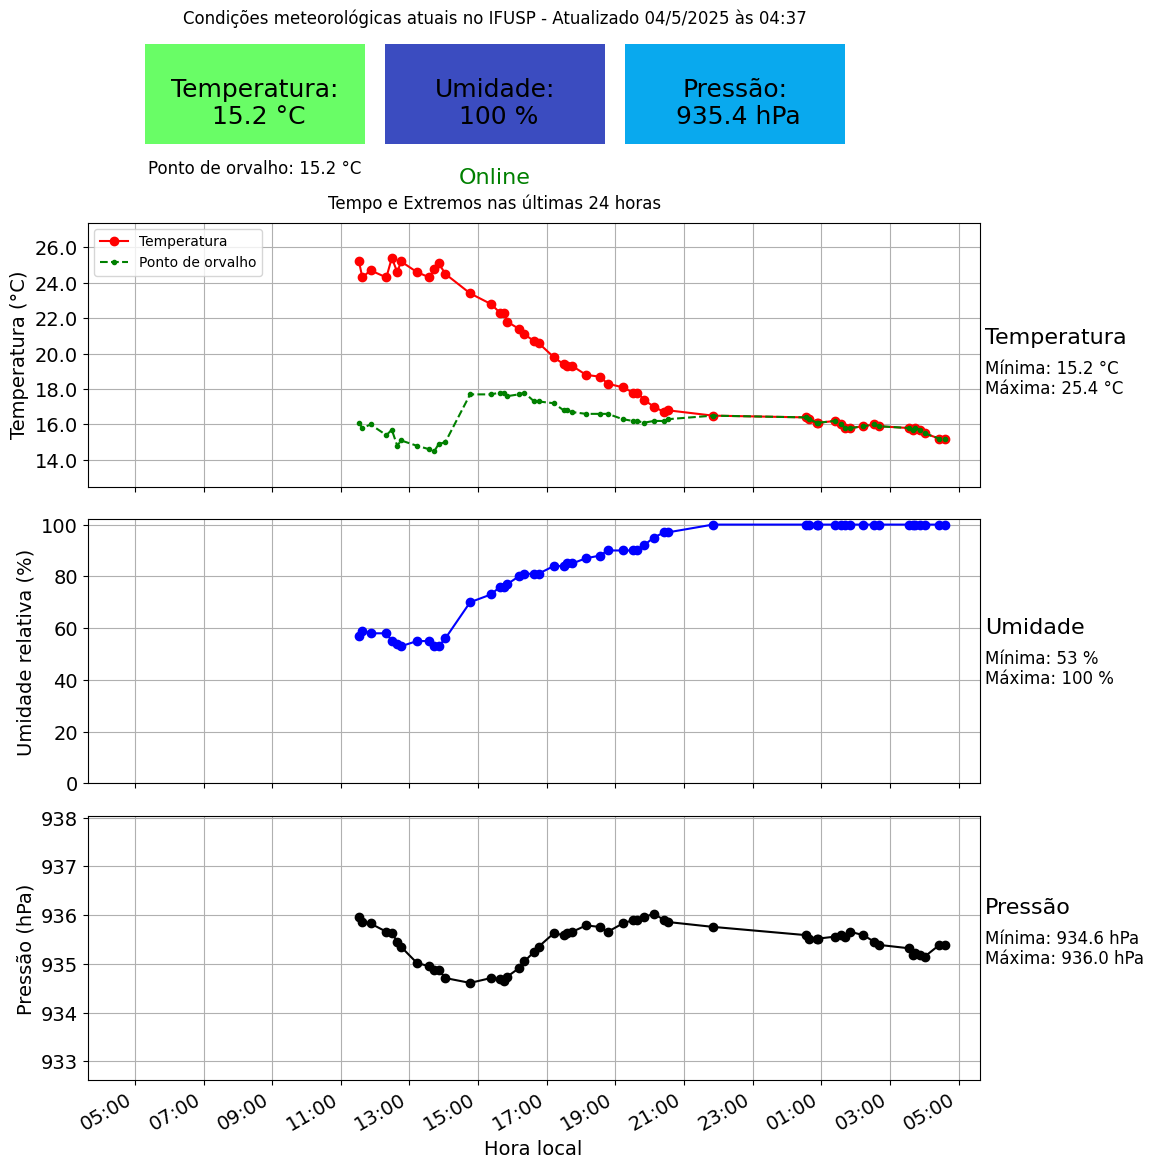 Condições meteorológicas atuais no IFUSP - Atualizado 04/5/2025 às 04:37
Temperatura:
15.2 °C
Umidade:
100 %
Pressão:
935.4 hPa
Ponto de orvalho: 15.2 °C
Online
Tempo e Extremos nas últimas 24 horas
Temperatura (°C)
26.0
24.0
22.0
20.0
18.0
16.0
14.0
Temperatura
Ponto de orvalho
Temperatura
Mínima: 15.2 °C
Máxima: 25.4 °C
Umidade relativa (%)
100
80
60
40
20
0
Umidade
Mínima: 53 %
Máxima: 100 %
Pressão (hPa)
938
937
936
935
934
933
Pressão
Mínima: 934.6 hPa
Máxima: 936.0 hPa
05:00
07:00
09:00
11:00
13:00
15:00
17:00
19:00
21:00
23:00
01:00
03:00
05:00
Hora local